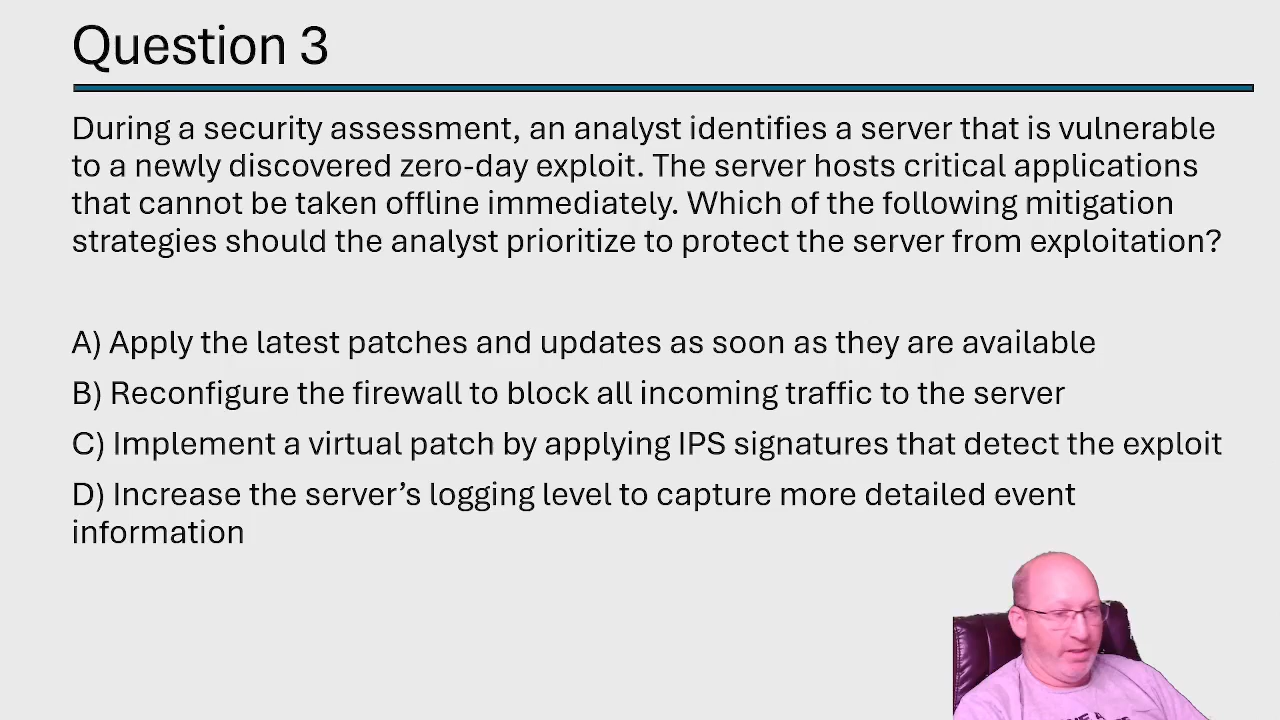 Question 3
During a security assessment, an analyst identifies a server that is vulnerable
to a newly discovered zero-day exploit. The server hosts critical applications
that cannot be taken offline immediately. Which of the following mitigation
strategies should the analyst prioritize to protect the server from exploitation?
A) Apply the latest patches and updates as soon as they are available
B) Reconfigure the firewall to block all incoming traffic to the server
C) Implement a virtual patch by applying IPS signatures that detect the exploit
D) Increase the server’s logging level to capture more detailed event
information